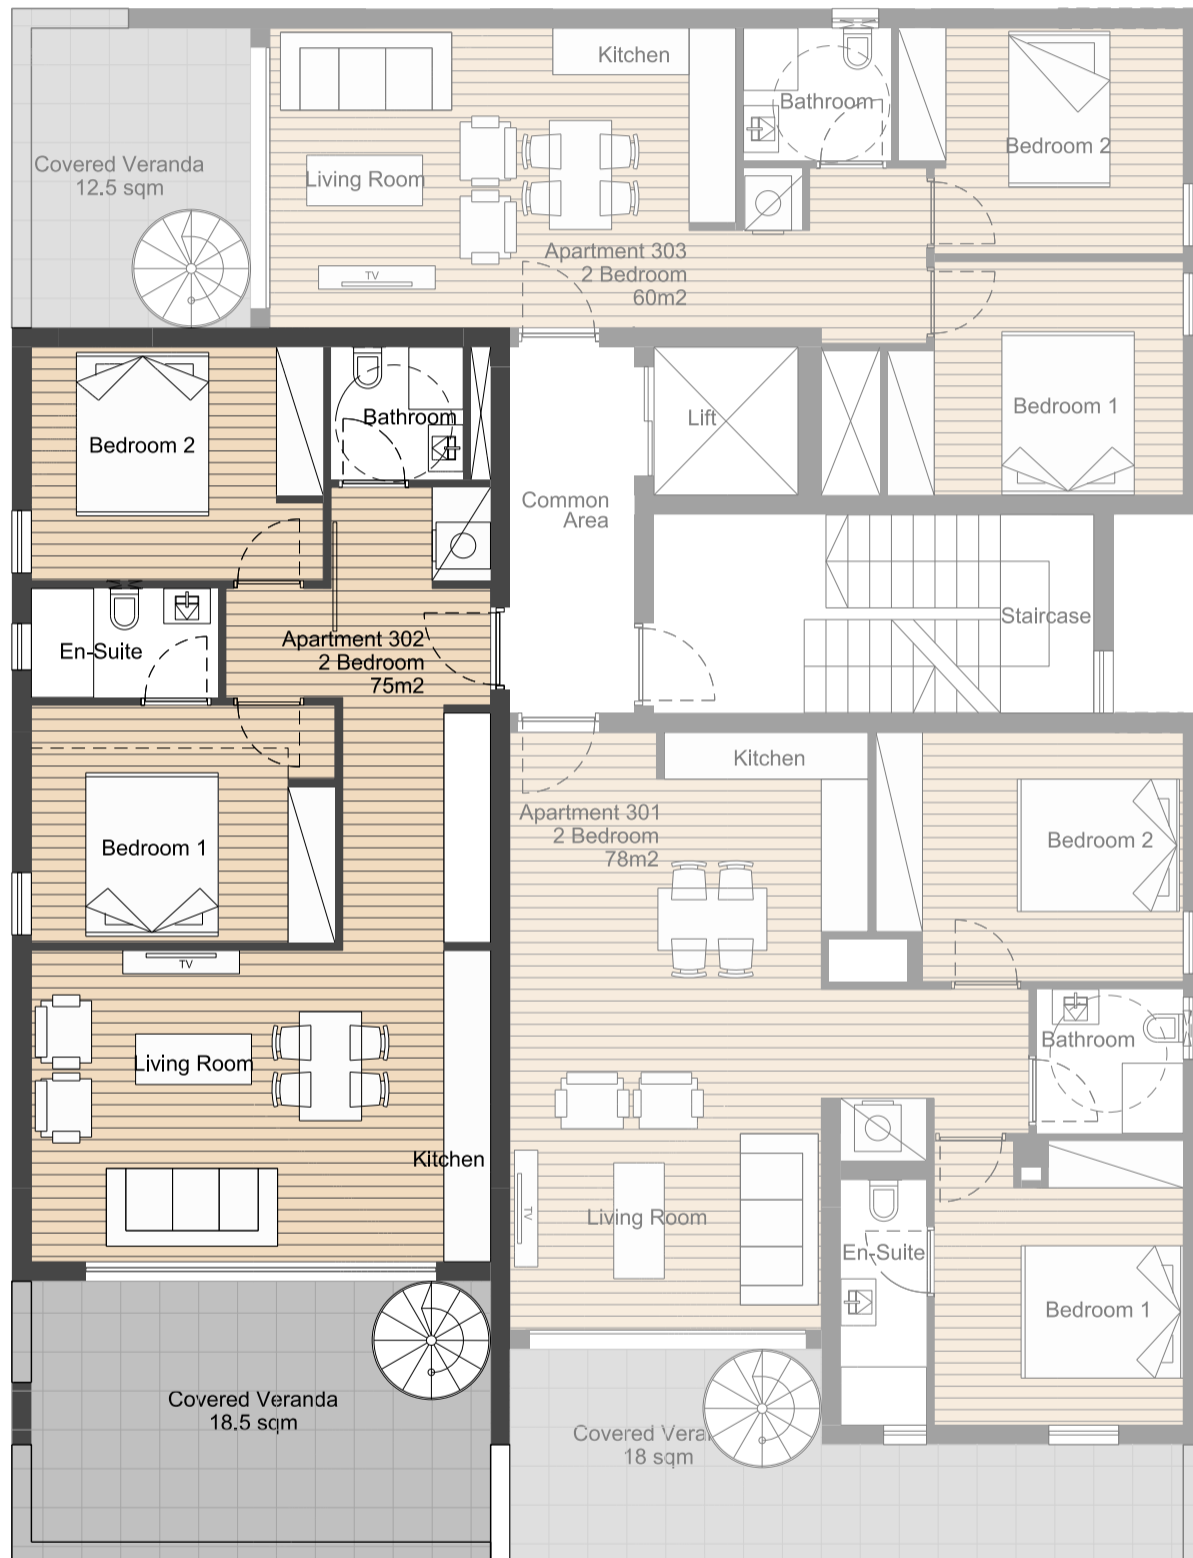 Kitchen
Bathroom
Bedroom 2
Covered Veranda
12.5 sqm
Living Room
TV
Apartment 303
2 Bedroom
60m2
Bedroom 1
Lift
Bedroom 2
Bathroom
Common
Area
Staircase
En-Suite
Apartment 302
2 Bedroom
75m2
Bedroom 1
TV
Living Room
Kitchen
Covered Veranda
18.5 sqm
Kitchen
Apartment 301
2 Bedroom
78m2
Bedroom 2
Bathroom
Living Room
TV
En-Suite
Bedroom 1
Covered
18 sqm